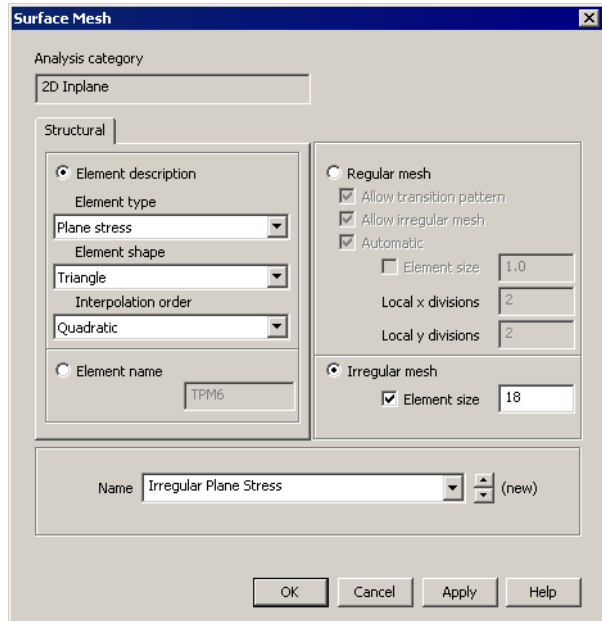 Surface Mesh
Analysis category
2D Inplane
Structural
Element description
Element type
Plane stress
Element shape
Triangle
Interpolation order
Quadratic
Element name
TPM6
Regular mesh
Allow transition pattern
Allow irregular mesh
Automatic
Element size 1.0
Local x divisions 2
Local y divisions 2
Irregular mesh
Element size 18
Name Irregular Plane Stress (new)
OK Cancel Apply Help